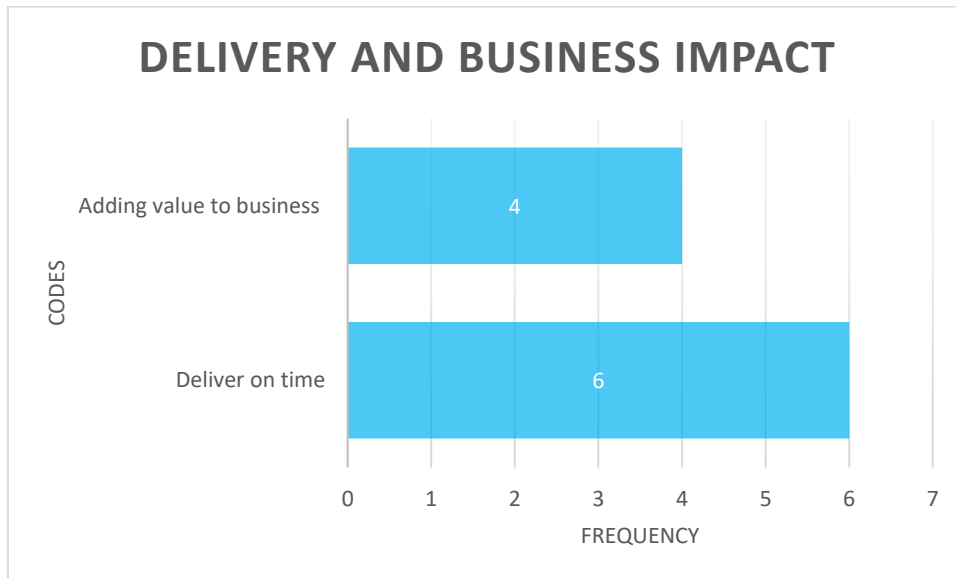 DELIVERY AND BUSINESS IMPACT
Adding value to business
4
CODES
Deliver on time
6
0 1 2 3 4 5 6 7
FREQUENCY